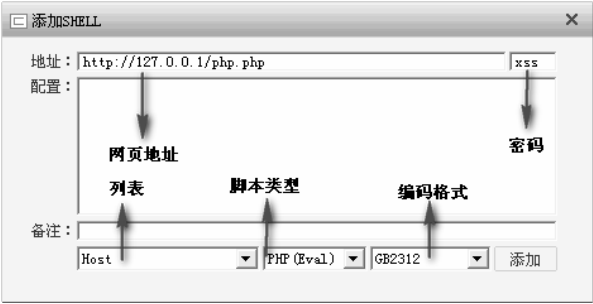 添加SHELL
地址： http://127.0.0.1/php.php xss
配置：
网页地址 密码
列表 脚本类型 编码格式
备注：
Host PHP(Eval) GB2312 添加